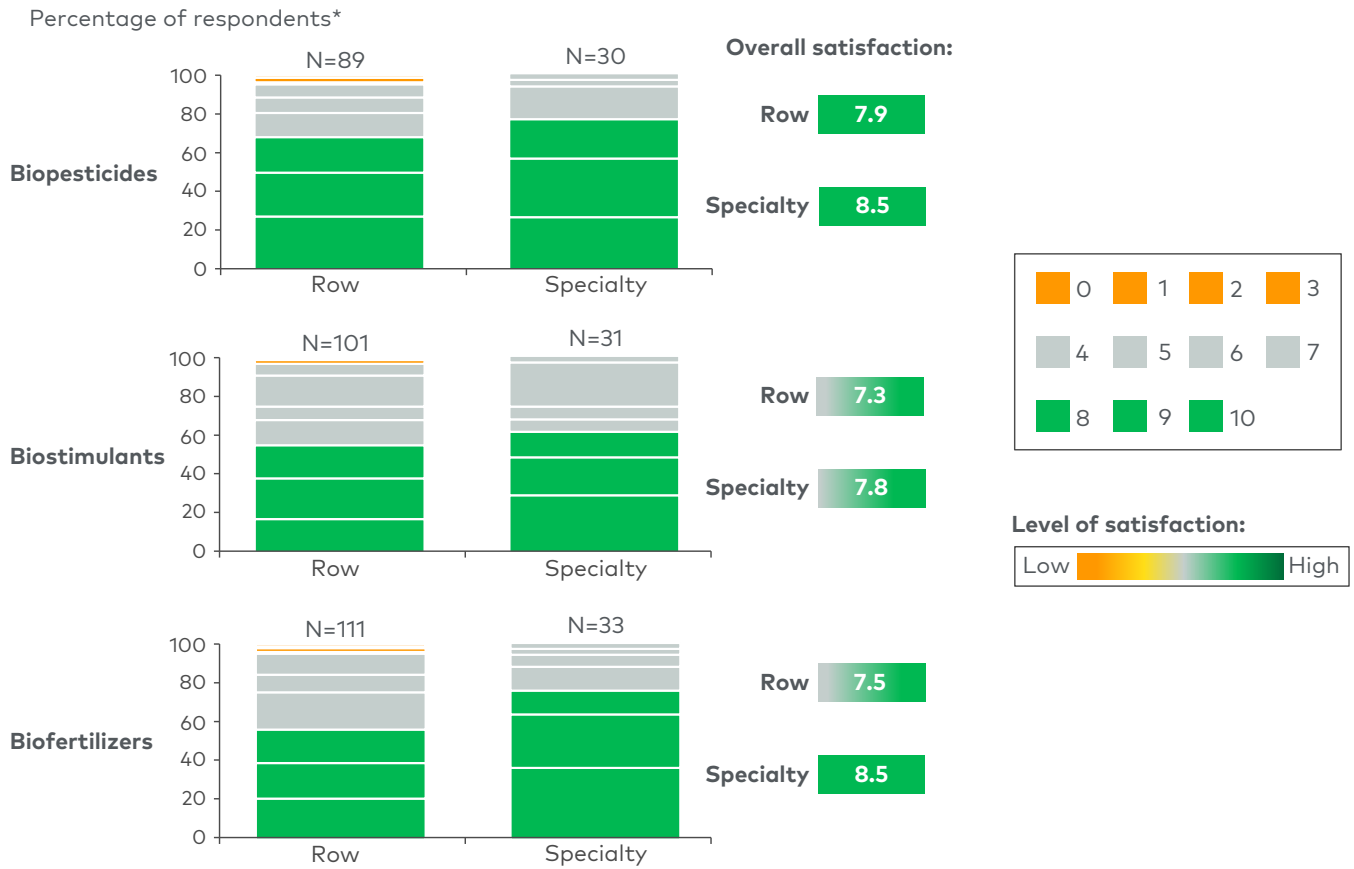 Percentage of respondents*
N=89
N=30
100
80
60
40
20
0
Biopesticides
Row
Specialty
Overall satisfaction:
Row 7.9
Specialty 8.5
N=101
N=31
100
80
60
40
20
0
Biostimulants
Row
Specialty
Row 7.3
Specialty 7.8
N=111
N=33
100
80
60
40
20
0
Biofertilizers
Row
Specialty
Row 7.5
Specialty 8.5
0 1 2 3
4 5 6 7
8 9 10
Level of satisfaction:
Low High